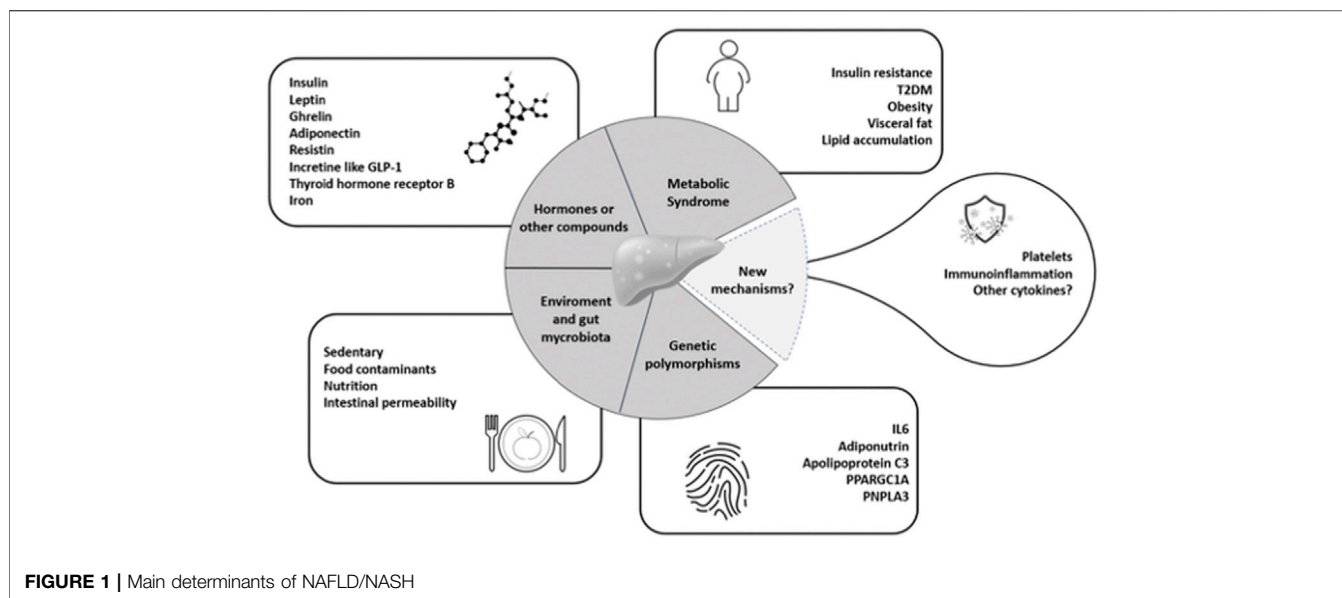 Insulin
Leptin
Ghrelin
Adiponectin
Resistin
Incretine like GLP-1
Thyroid hormone receptor B
Iron
Insulin resistance
T2DM
Obesity
Visceral fat
Lipid accumulation
Metabolic
Syndrome
Hormones or
other compounds
New
mechanisms?
Platelets
Immunoinflammation
Other cytokines?
Enviroment
and gut
mycrobiota
Genetic
polymorphisms
Sedentary
Food contaminants
Nutrition
Intestinal permeability
IL6
Adiponutrin
Apolipoprotein C3
PPARGC1A
PNPLA3
FIGURE 1 | Main determinants of NAFLD/NASH